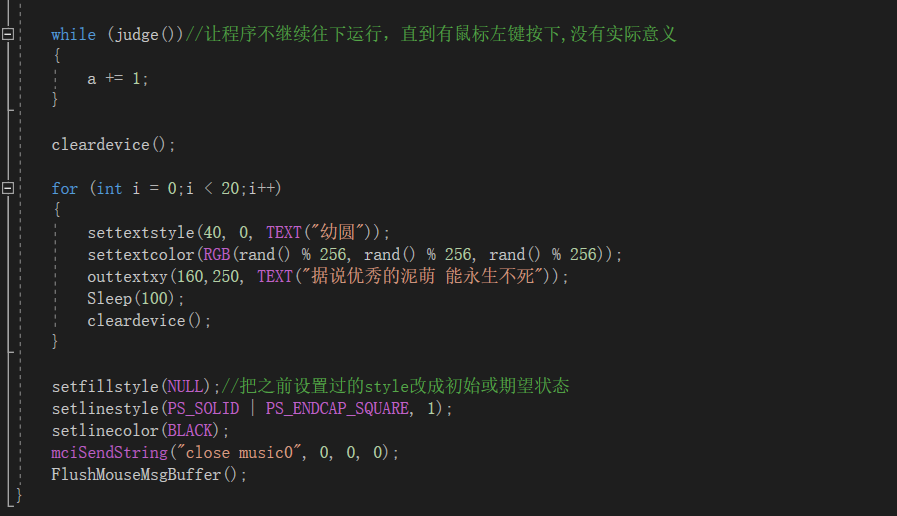 while (judge())//让程序不继续往下运行，直到有鼠标左键按下,没有实际意义
{
a += 1;
}
cleardevice();
for (int i = 0;i < 20;i++)
{
settextstyle(40, 0, TEXT("幼圆"));
settextcolor(RGB(rand() % 256, rand() % 256, rand() % 256));
outtextxy(160,250, TEXT("据说优秀的泥萌 能永生不死"));
Sleep(100);
cleardevice();
}
setfillstyle(NULL);//把之前设置过的style改成初始或期望状态
setlinestyle(PS_SOLID | PS_ENDCAP_SQUARE, 1);
setlinecolor(BLACK);
mciSendString("close music0", 0, 0, 0);
FlushMouseMsgBuffer();
}